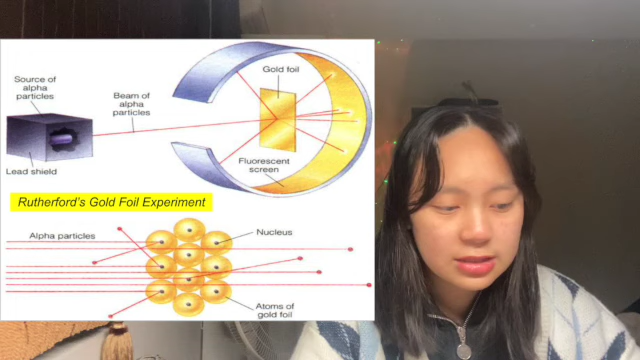 Source of
alpha
particles
Beam of
alpha
particles
Gold foil
Lead shield
Fluorescent
screen
Rutherford's Gold Foil Experiment
Alpha particles
Nucleus
Atoms of
gold foil